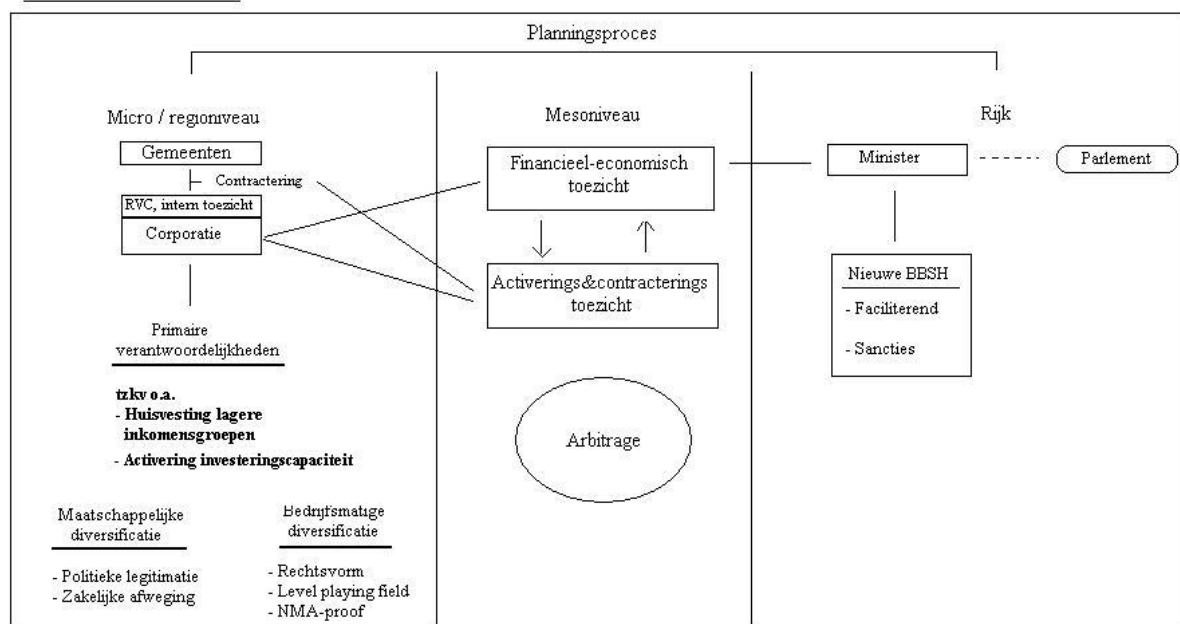 Planningsproces
Micro / regioniveau
Gemeenten
Contractering
RVC, intern toezicht
Corporatie
Primaire
verantwoordelijkheden
tzkv o.a.
- Huisvesting lagere
inkomensgroepen
- Activering investeringscapaciteit
Maatschappelijke
diversificatie
- Politieke legitimatie
- Zakelijke afweging
Bedrijfsmatige
diversificatie
- Rechtsvorm
- Level playing field
- NMA-proof
Mesoniveau
Financieel-economisch
toezicht
Activerings&contracterings
toezicht
Arbitrage
Rijk
Minister
Parlement
Nieuwe BBSH
- Faciliterend
- Sancties